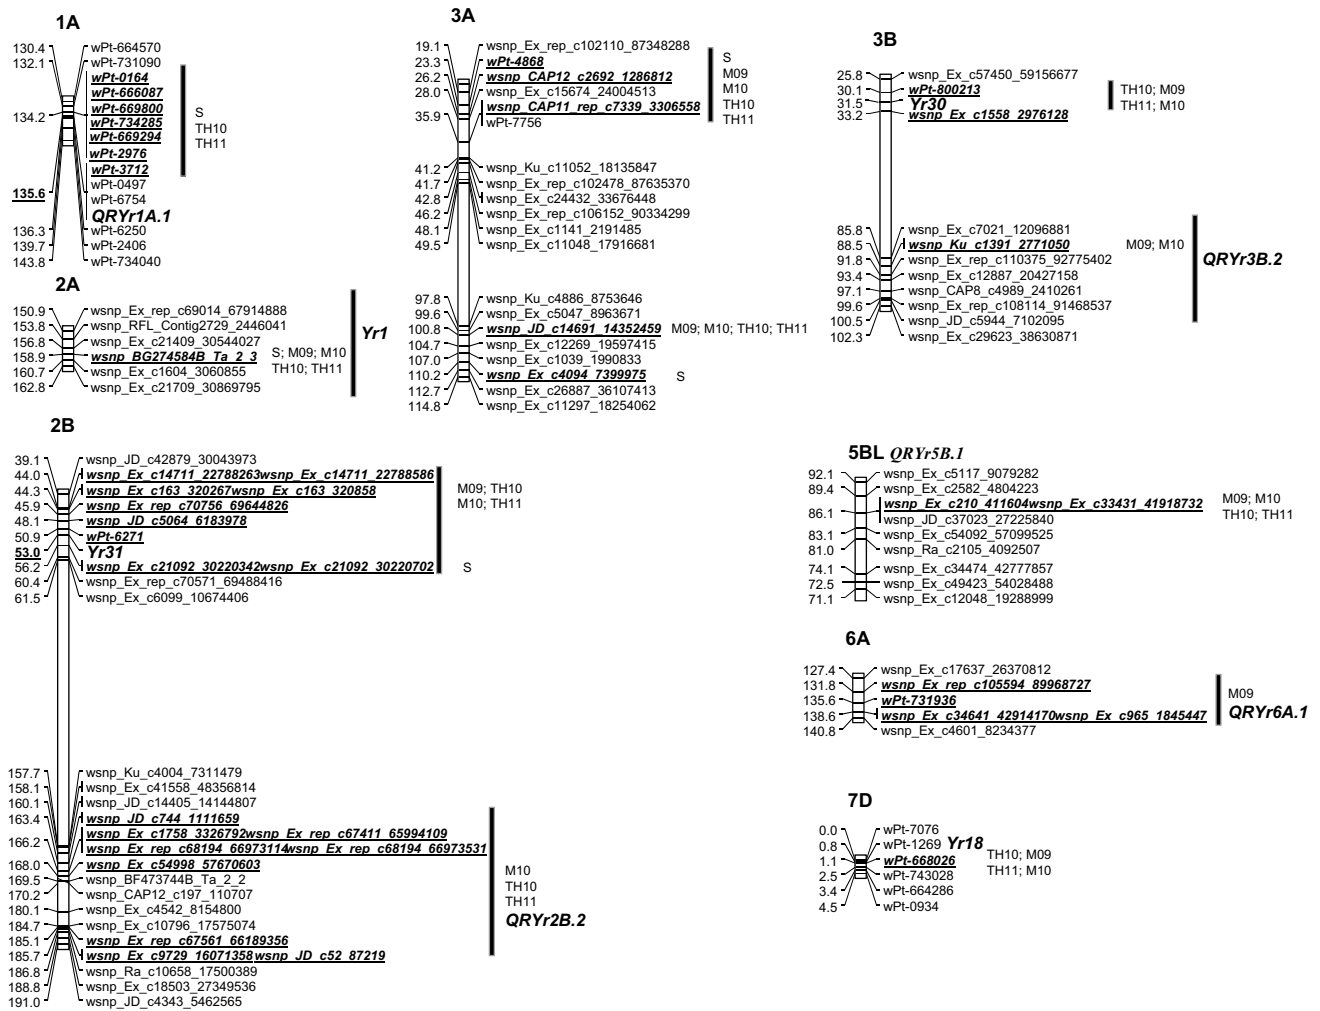 1A
130.4 wPt-664570
132.1 wPt-731090
wPt-0164
wPt-666087
wPt-669800
134.2 wPt-734285
wPt-669294
wPt-2976
wPt-3712
135.6 wPt-0497
wPt-6754
QRYr1A.1
136.3 wPt-6250
139.7 wPt-2406
143.8 wPt-734040
S
TH10
TH11
2A
150.9 wsnp_Ex_rep_c69014_67914888
153.8 wsnp_RFL_Contig2729_2446041
156.8 wsnp_Ex_c21409_30544027
158.9 wsnp_BG274584B_Ta_2_3
160.7 wsnp_Ex_c1604_3060855
162.8 wsnp_Ex_c21709_30869795
S; M09; M10
TH10; TH11
Yr1
2B
39.1 wsnp_JD_c42879_30043973
44.0 wsnp_Ex_c14711_22788263wsnp_Ex_c14711_22788586
44.3 wsnp_Ex_c163_320267wsnp_Ex_c163_320858
45.9 wsnp_Ex_rep_c70756_69644826
48.1 wsnp_JD_c5064_6183978
50.9 wPt-6271
53.0 Yr31
56.2 wsnp_Ex_c21092_30220342wsnp_Ex_c21092_30220702
60.4 wsnp_Ex_rep_c70571_69488416
61.5 wsnp_Ex_c6099_10674406
M09; TH10
M10; TH11
S
157.7 wsnp_Ku_c4004_7311479
158.1 wsnp_Ex_c41558_48356814
160.1 wsnp_JD_c14405_14144807
163.4 wsnp_JD_c744_1111659
166.2 wsnp_Ex_c1758_3326792wsnp_Ex_rep_c67411_65994109
wsnp_Ex_rep_c68194_66973114wsnp_Ex_rep_c68194_66973531
168.0 wsnp_Ex_c54998_57670603
169.5 wsnp_BF473744B_Ta_2_2
170.2 wsnp_CAP12_c197_110707
180.1 wsnp_Ex_c4542_8154800
184.7 wsnp_Ex_c10796_17575074
185.1 wsnp_Ex_rep_c67561_66189356
185.7 wsnp_Ex_c9729_16071358wsnp_JD_c52_87219
186.8 wsnp_Ra_c10658_17500389
188.8 wsnp_Ex_c18503_27349536
191.0 wsnp_JD_c4343_5462565
M10
TH10
TH11
QRYr2B.2
3A
19.1 wsnp_Ex_rep_c102110_87348288
23.3 wPt-4868
26.2 wsnp_CAP12_c2692_1286812
28.0 wsnp_Ex_c15674_24004513
35.9 wsnp_CAP11_rep_c7339_3306558
wPt-7756
S
M09
M10
TH10
TH11
41.2 wsnp_Ku_c11052_18135847
41.7 wsnp_Ex_rep_c102478_87635370
42.8 wsnp_Ex_c24432_33676448
46.2 wsnp_Ex_rep_c106152_90334299
48.1 wsnp_Ex_c1141_2191485
49.5 wsnp_Ex_c11048_17916681
97.8 wsnp_Ku_c4886_8753646
99.6 wsnp_Ex_c5047_8963671
100.8 wsnp_JD_c14691_14352459 M09; M10; TH10; TH11
104.7 wsnp_Ex_c12269_19597415
107.0 wsnp_Ex_c1039_1990833
110.2 wsnp_Ex_c4094_7399975 S
112.7 wsnp_Ex_c26887_36107413
114.8 wsnp_Ex_c11297_18254062
3B
25.8 wsnp_Ex_c57450_59156677
30.1 wPt-800213
31.5 Yr30
33.2 wsnp_Ex_c1558_2976128
TH10; M09
TH11; M10
85.8 wsnp_Ex_c7021_12096881
88.5 wsnp_Ku_c1391_2771050 M09; M10
91.8 wsnp_Ex_rep_c110375_92775402
93.4 wsnp_Ex_c12887_20427158
97.1 wsnp_CAP8_c4989_2410261
99.6 wsnp_Ex_rep_c108114_91468537
100.5 wsnp_JD_c5944_7102095
102.3 wsnp_Ex_c29623_38630871
QRYr3B.2
5BL QRYr5B.1
92.1 wsnp_Ex_c5117_9079282
89.4 wsnp_Ex_c2582_4804223
86.1 wsnp_Ex_c210_411604wsnp_Ex_c33431_41918732
wsnp_JD_c37023_27225840
83.1 wsnp_Ex_c54092_57099525
81.0 wsnp_Ra_c2105_4092507
74.1 wsnp_Ex_c34474_42777857
72.5 wsnp_Ex_c49423_54028488
71.1 wsnp_Ex_c12048_19288999
M09; M10
TH10; TH11
6A
127.4 wsnp_Ex_c17637_26370812
131.8 wsnp_Ex_rep_c105594_89968727
135.6 wPt-731936
138.6 wsnp_Ex_c34641_42914170wsnp_Ex_c965_1845447
140.8 wsnp_Ex_c4601_8234377
M09
QRYr6A.1
7D
0.0 wPt-7076
0.8 wPt-1269 Yr18
1.1 wPt-668026
2.5 wPt-743028
3.4 wPt-664286
4.5 wPt-0934
TH10; M09
TH11; M10